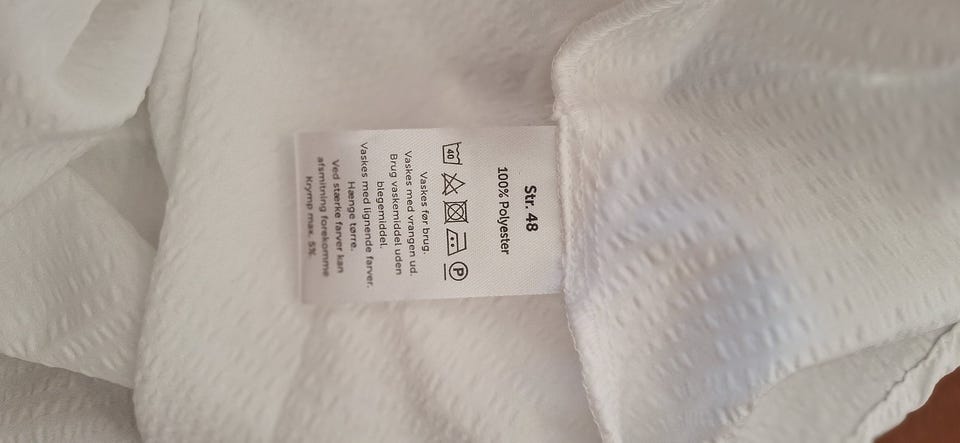 Str. 48
100% Polyester
40 P
Vaskes før brug.
Vaskes med vrangen ud.
Brug vaskemiddel uden
blegemiddel.
Vaskes med lignende farver.
Hænge tørre.
Ved stærke farver kan
afsmitning forekomme
Krymp max. 5%.